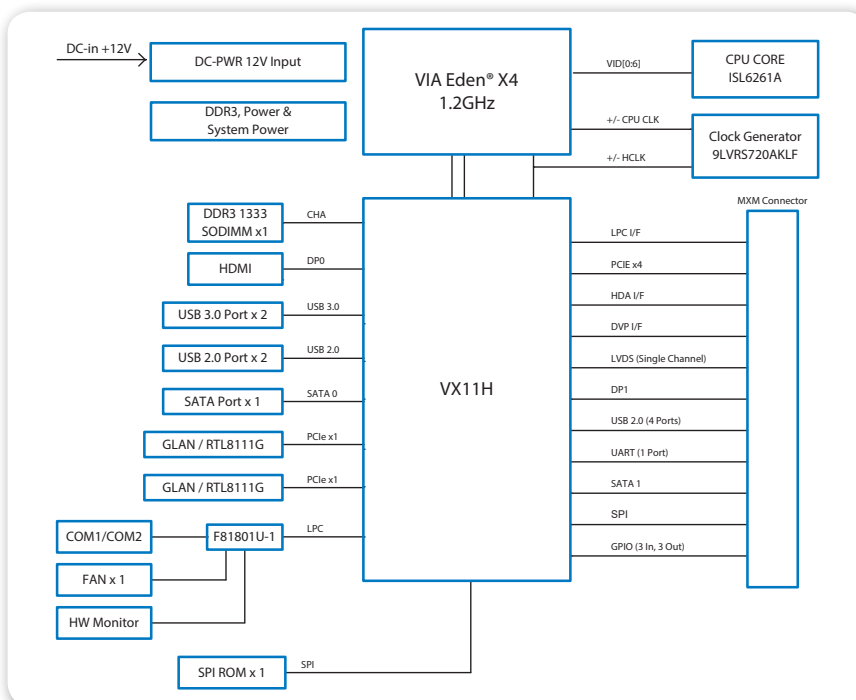 DC-in +12V
DC-PWR 12V Input
DDR3, Power &
System Power
VIA Eden® X4
1.2GHz
VID[0:6]
CPU CORE
ISL6261A
+/- CPU CLK
+/- HCLK
Clock Generator
9LVRS720AKLF
MXM Connector
DDR3 1333
SODIMM x1
CHA
HDMI
DP0
USB 3.0 Port x 2
USB 3.0
USB 2.0 Port x 2
USB 2.0
SATA Port x 1
SATA 0
GLAN / RTL8111G
PCIe x1
GLAN / RTL8111G
PCIe x1
COM1/COM2
F81801U-1
LPC
FAN x 1
HW Monitor
SPI ROM x 1
SPI
VX11H
LPC I/F
PCIE x4
HDA I/F
DVP I/F
LVDS (Single Channel)
DP1
USB 2.0 (4 Ports)
UART (1 Port)
SATA 1
SPI
GPIO (3 In, 3 Out)